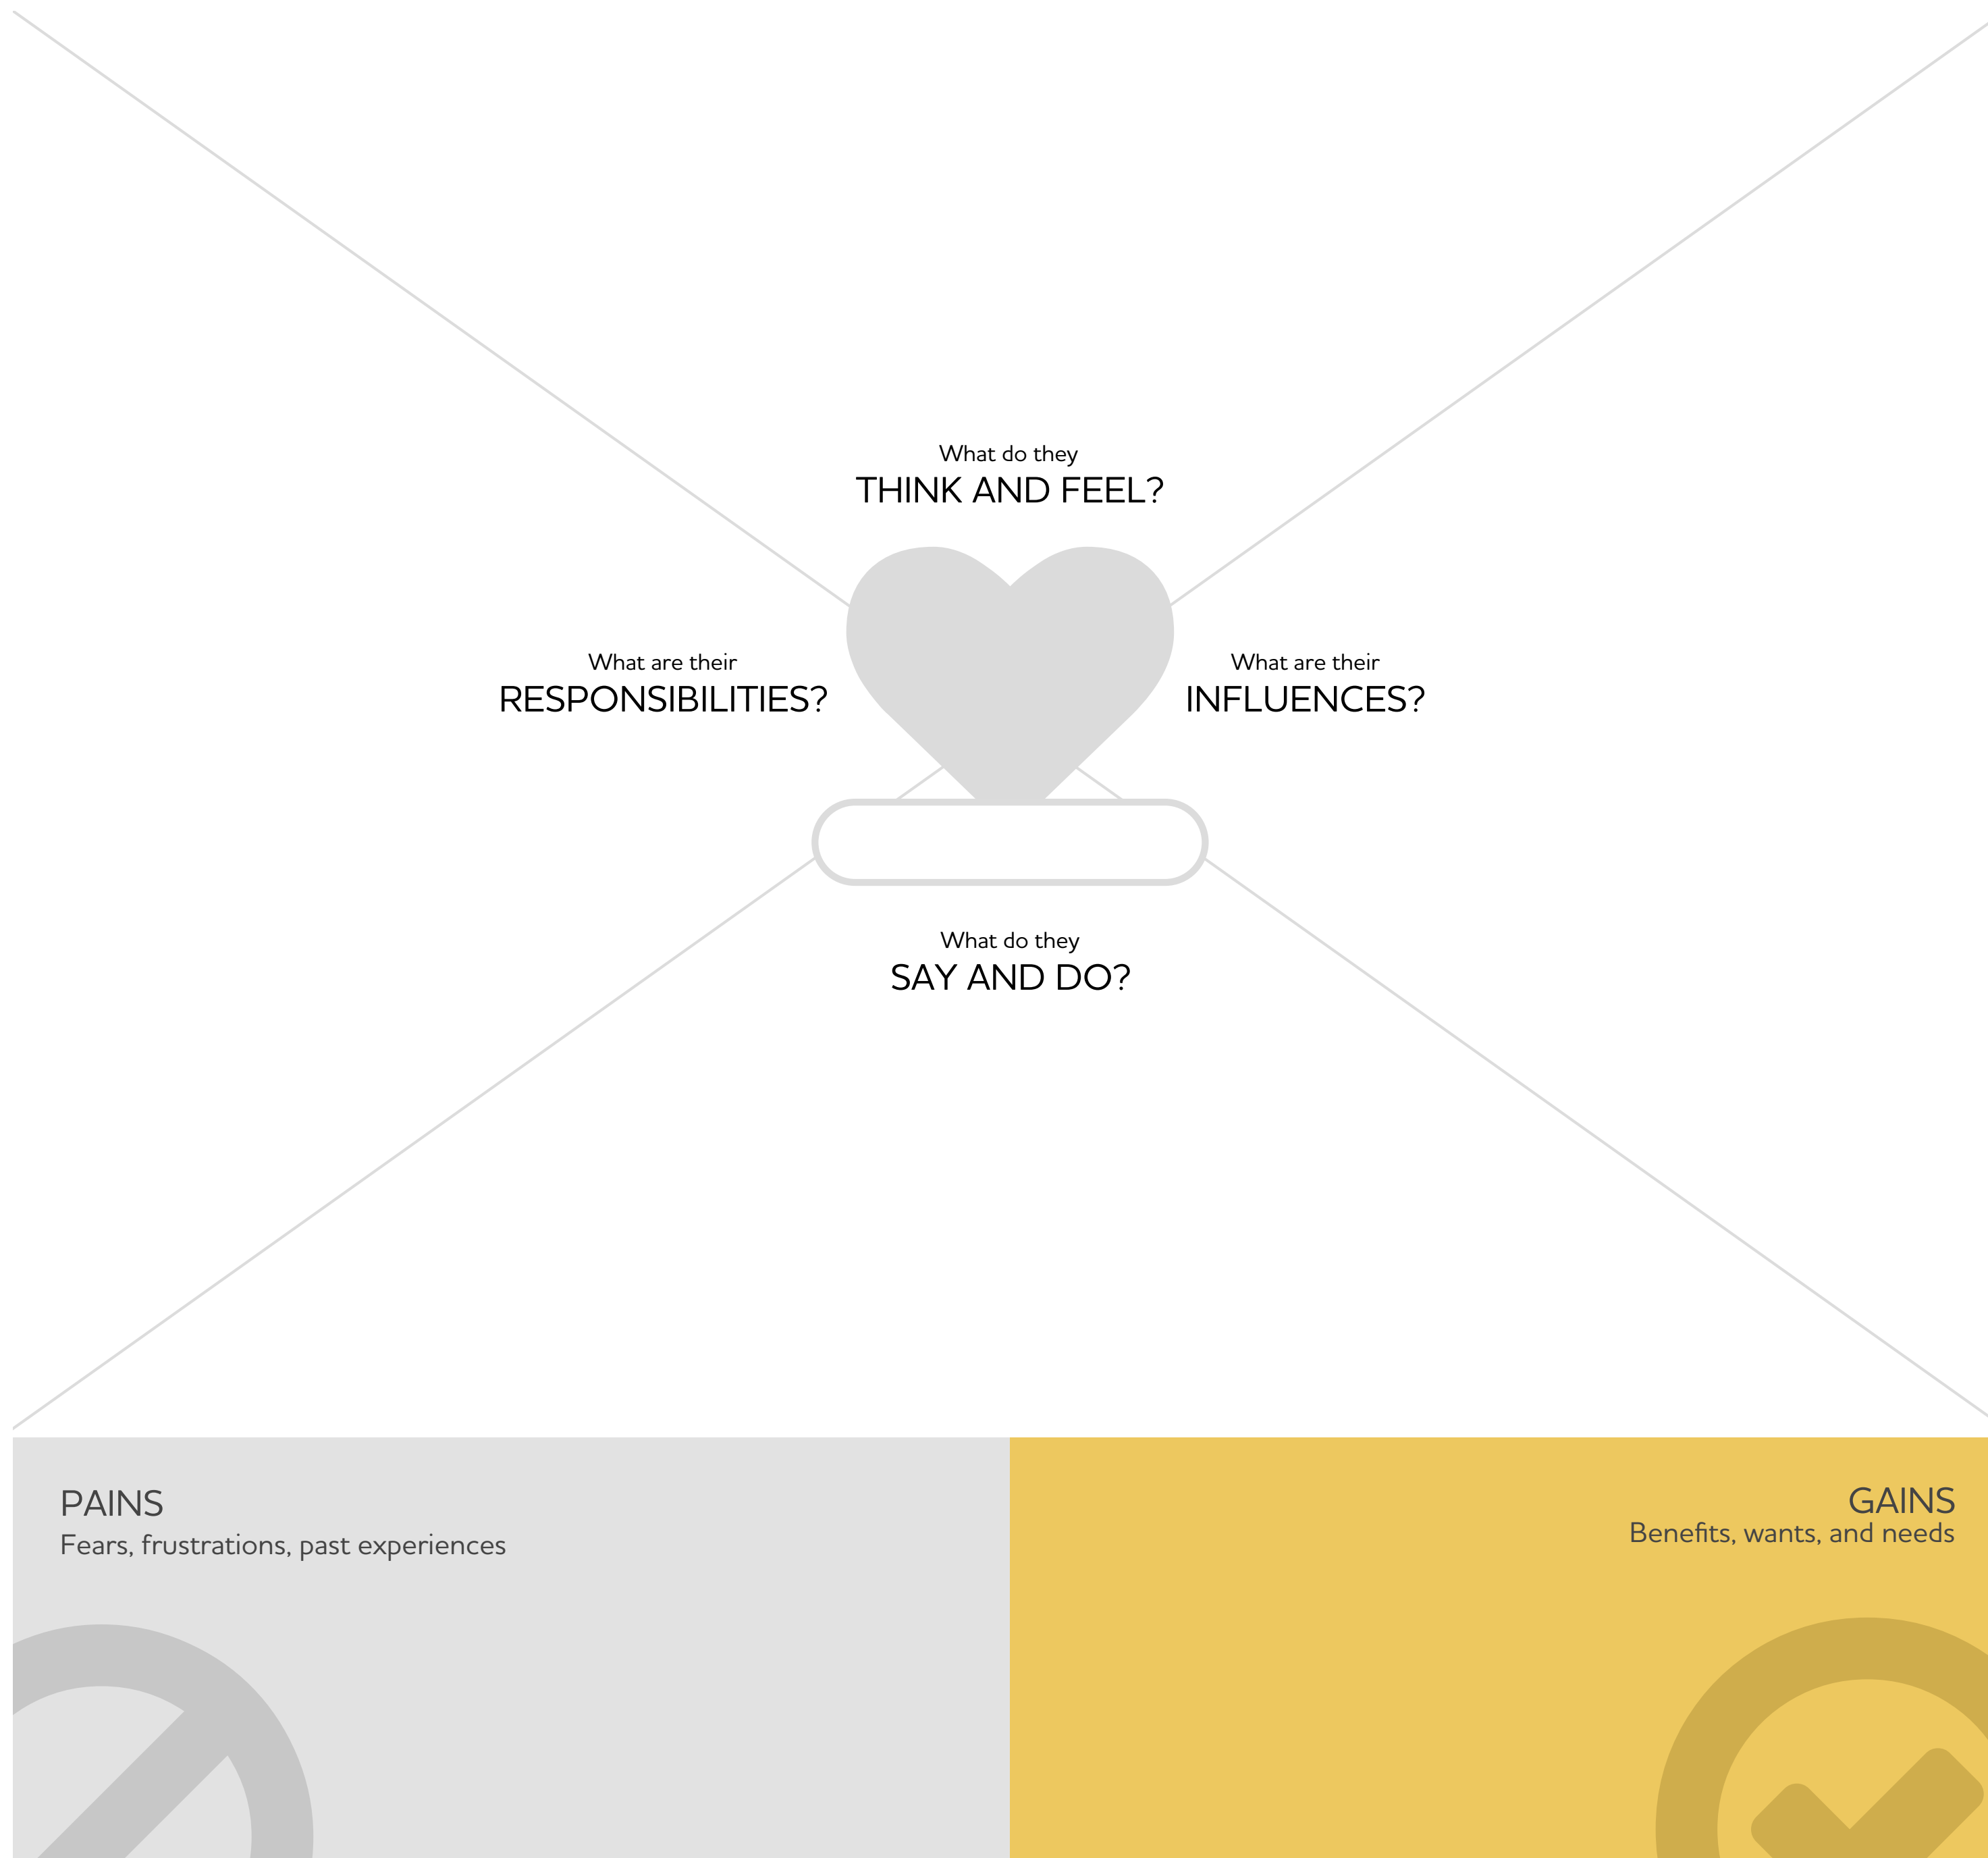 What do they
THINK AND FEEL?
What are their
RESPONSIBILITIES?
What are their
INFLUENCES?
What do they
SAY AND DO?
PAINS
Fears, frustrations, past experiences
GAINS
Benefits, wants, and needs